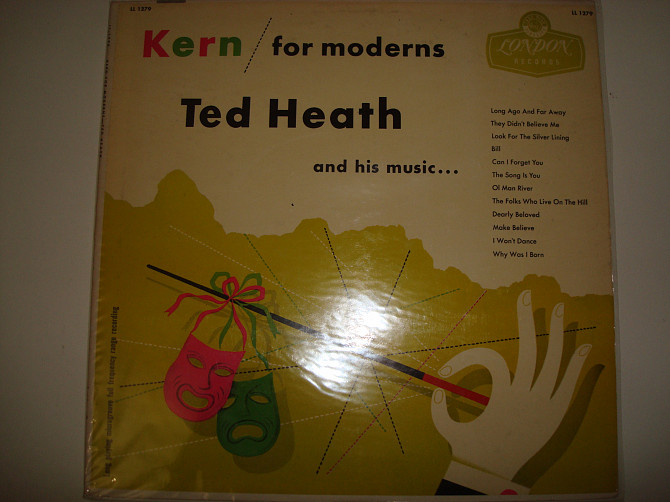 LL 1379
LL 1379
LONDON
RECORDS
Kern / for moderns
Ted Heath
and his music...
Long Ago And Far Away
They Didn't Believe Me
Look For The Silver Lining
Bill
Can I Forget You
The Song Is You
Ol Man River
The Folks Who Live On The Hill
Dearly Beloved
Make Believe
I Won't Dance
Why Was I Born